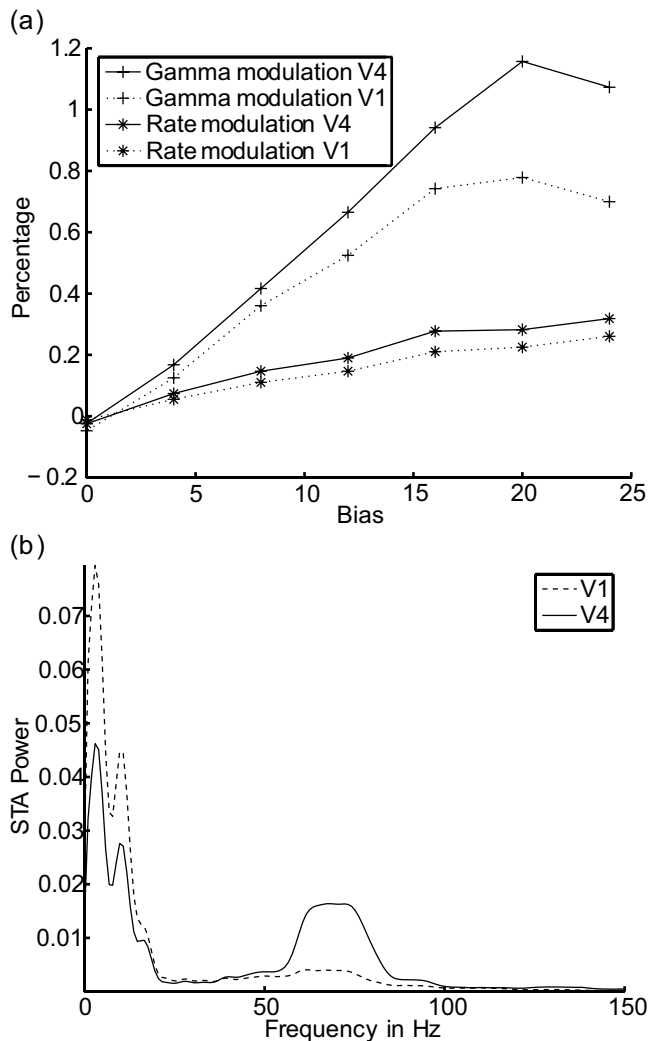 (a)
1.2
1
0.8
0.6
0.4
0.2
0
− 0.2
Percentage
Gamma modulation V4
Gamma modulation V1
Rate modulation V4
Rate modulation V1
0
5
10
15
20
25
Bias
(b)
0.07
0.06
0.05
0.04
0.03
0.02
0.01
STA Power
V1
V4
0
50
100
150
Frequency in Hz